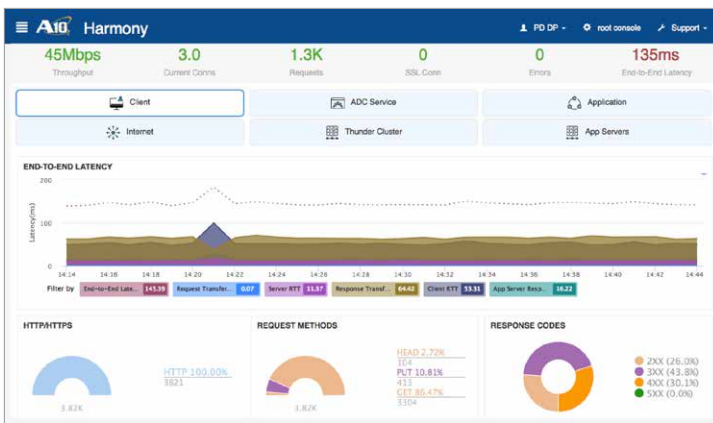 A10 Harmony PD DP root console Support
45Mbps 3.0 1.3K 0 0 135ms
Throughput Current Conns Requests SSL Conn Errors End-to-End Latency
Client ADC Service Application
Internet Thunder Cluster App Servers
END-TO-END LATENCY
200
Latency(ms)
100
0
14:14 14:16 14:18 14:20 14:22 14:24 14:26 14:28 14:30 14:32 14:34 14:36 14:38 14:40 14:42 14:44
Filter by End-to-End Late... 143.39 Request Transfer... 0.07 Server RTT 11.37 Response Transf... 64.42 Client RTT 53.31 App Server Resp... 16.22
HTTP/HTTPS REQUEST METHODS RESPONSE CODES
HTTP 100.00%
3821
3.82K
HEAD 2.72%
104
PUT 10.81%
413
GET 86.47%
3304
3.82K
2XX (26.0%)
3XX (43.8%)
4XX (30.1%)
5XX (0.0%)